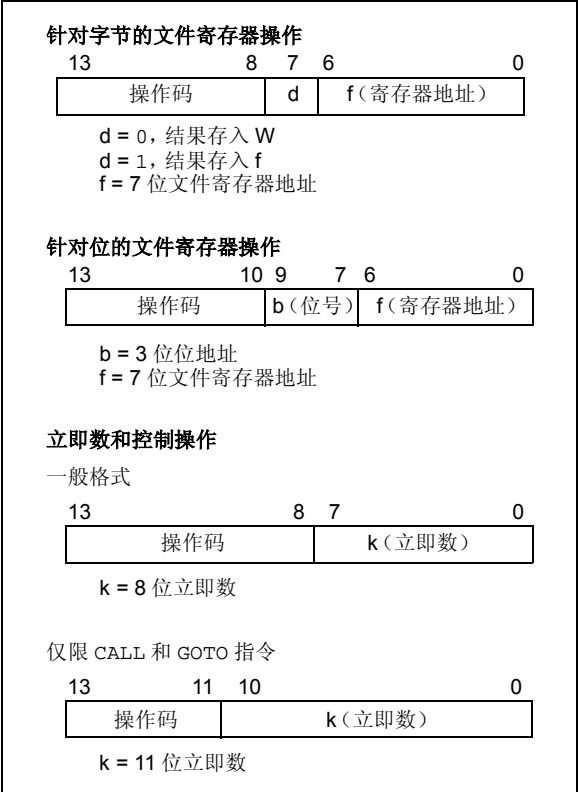 针对字节的文件寄存器操作
13 8 7 6 0
操作码 d f（寄存器地址）
d = 0，结果存入 W
d = 1，结果存入 f
f = 7 位文件寄存器地址
针对位的文件寄存器操作
13 10 9 7 6 0
操作码 b（位号） f（寄存器地址）
b = 3 位位地址
f = 7 位文件寄存器地址
立即数和控制操作
一般格式
13 8 7 0
操作码 k（立即数）
k = 8 位立即数
仅限 CALL 和 GOTO 指令
13 11 10 0
操作码 k（立即数）
k = 11 位立即数